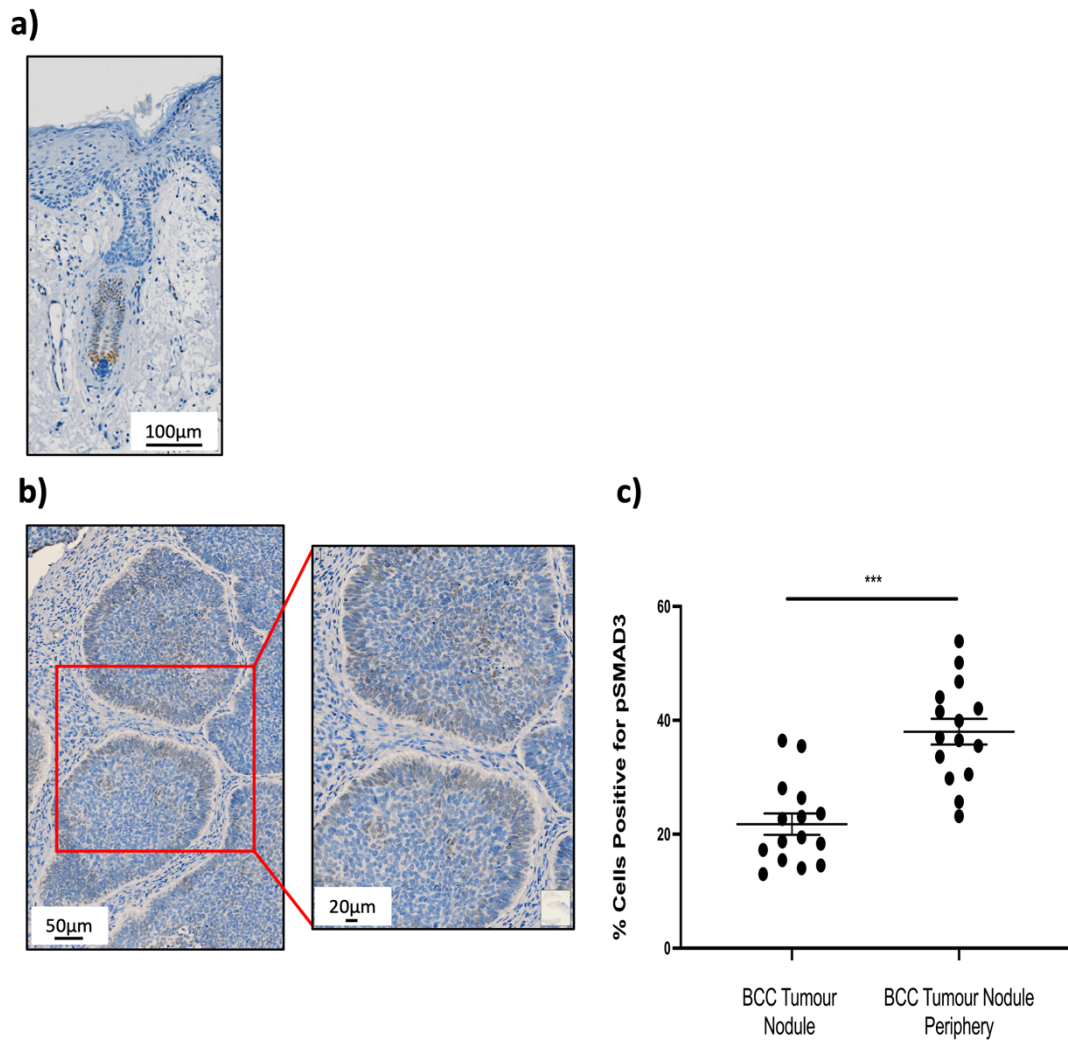 a)
100µm
b)
50µm
20µm
c)
% Cells Positive for pSMAD3
***
60
40
20
0
BCC Tumour
Nodule
BCC Tumour Nodule
Periphery